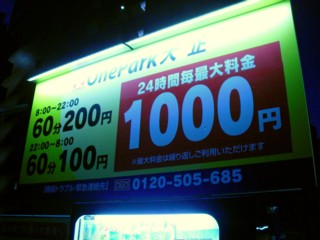 OnePark大正
8:00～22:00
60分200円
22:00～8:00
60分100円
24時間毎最大料金
1000円
※最大料金は繰り返しご利用いただけます
0120-505-685